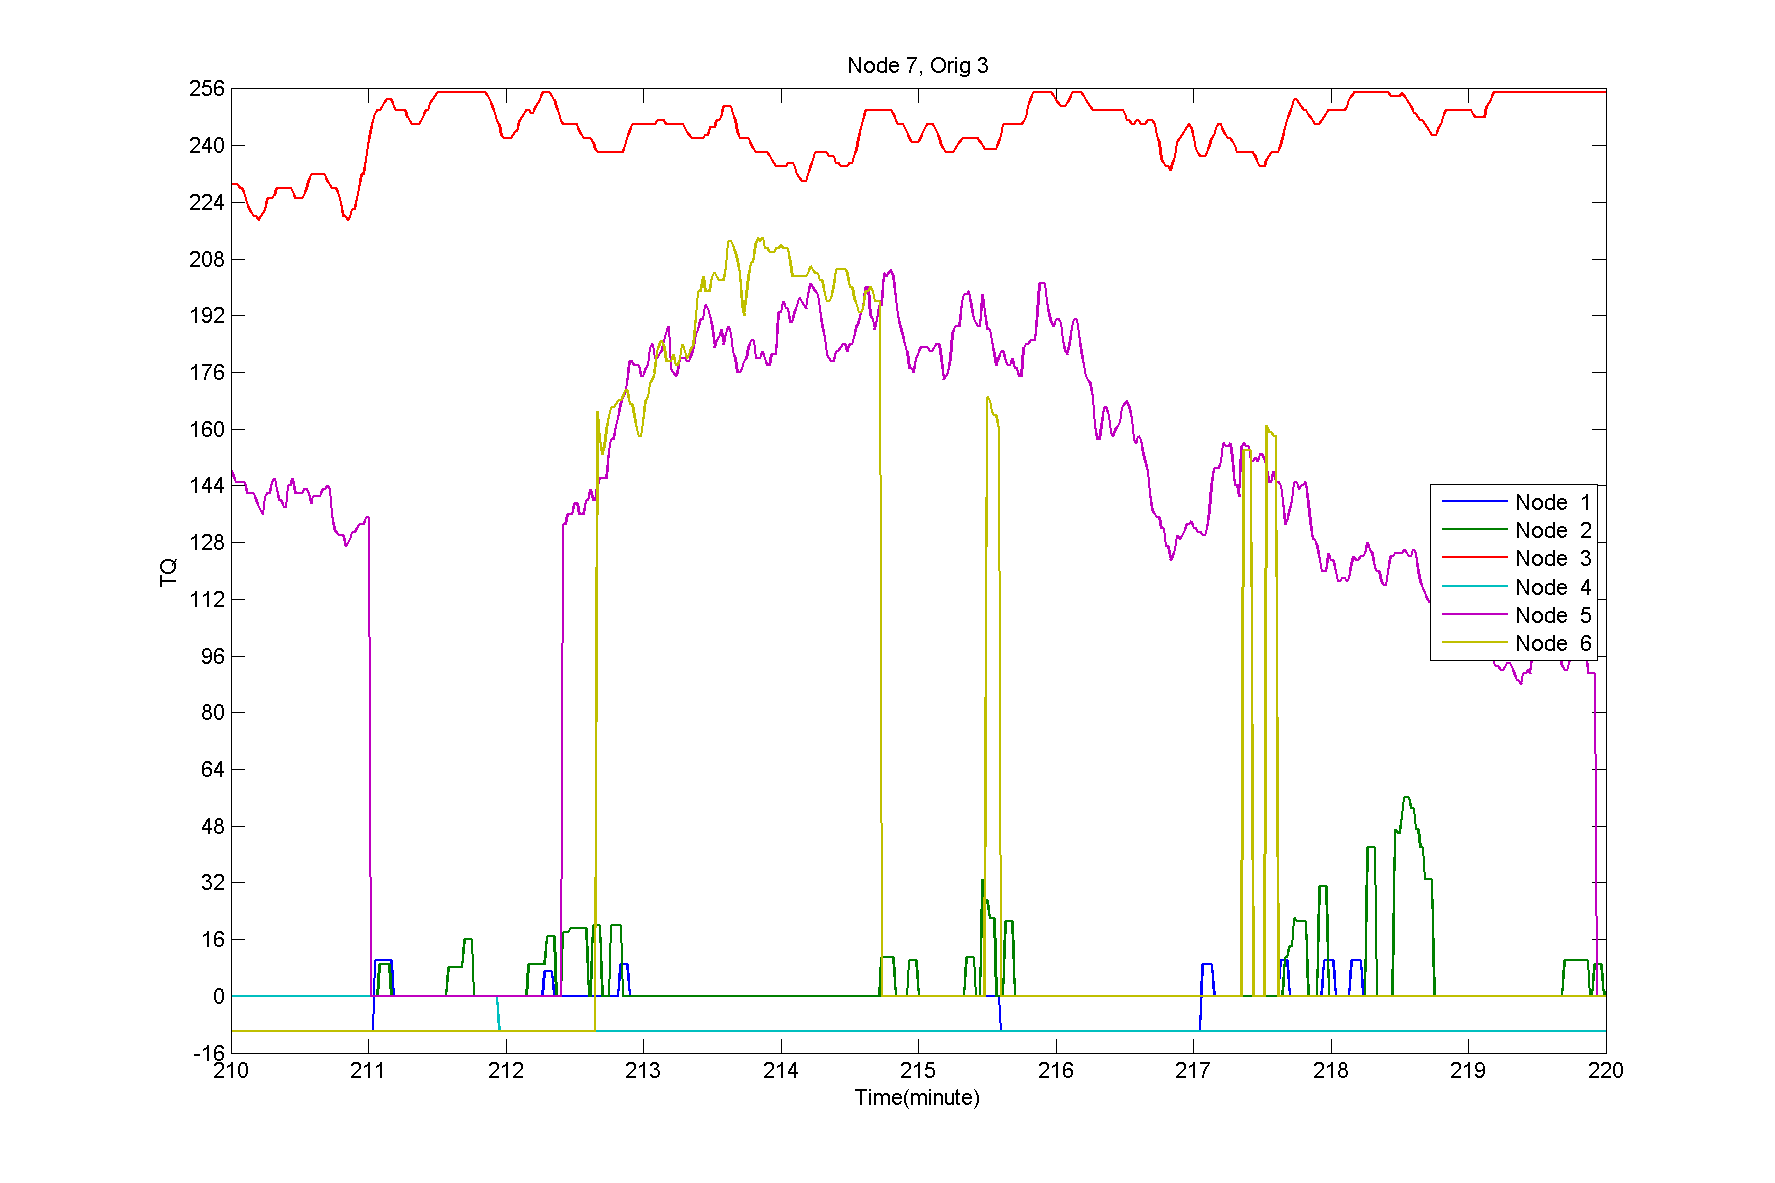 Node 7, Orig 3
256
240
224
208
192
176
160
144
128
112
96
80
64
48
32
16
0
-16
TQ
Node 1
Node 2
Node 3
Node 4
Node 5
Node 6
210 211 212 213 214 215 216 217 218 219 220
Time(minute)